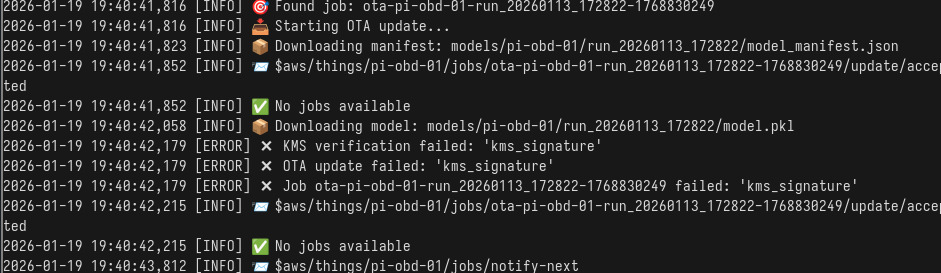 2026-01-19 19:40:41,816 [INFO] 🎯 Found job: ota-pi-obd-01-run_20260113_172822-1768830249
2026-01-19 19:40:41,816 [INFO] 📥 Starting OTA update...
2026-01-19 19:40:41,823 [INFO] 📦 Downloading manifest: models/pi-obd-01/run_20260113_172822/model_manifest.json
2026-01-19 19:40:41,852 [INFO] 📨 $aws/things/pi-obd-01/jobs/ota-pi-obd-01-run_20260113_172822-1768830249/update/acce
ted
2026-01-19 19:40:41,852 [INFO] ✅ No jobs available
2026-01-19 19:40:42,058 [INFO] 📦 Downloading model: models/pi-obd-01/run_20260113_172822/model.pkl
2026-01-19 19:40:42,179 [ERROR] ❌ KMS verification failed: 'kms_signature'
2026-01-19 19:40:42,179 [ERROR] ❌ OTA update failed: 'kms_signature'
2026-01-19 19:40:42,179 [ERROR] ❌ Job ota-pi-obd-01-run_20260113_172822-1768830249 failed: 'kms_signature'
2026-01-19 19:40:42,215 [INFO] 📨 $aws/things/pi-obd-01/jobs/ota-pi-obd-01-run_20260113_172822-1768830249/update/acce
ted
2026-01-19 19:40:42,215 [INFO] ✅ No jobs available
2026-01-19 19:40:43,812 [INFO] 📨 $aws/things/pi-obd-01/jobs/notify-next